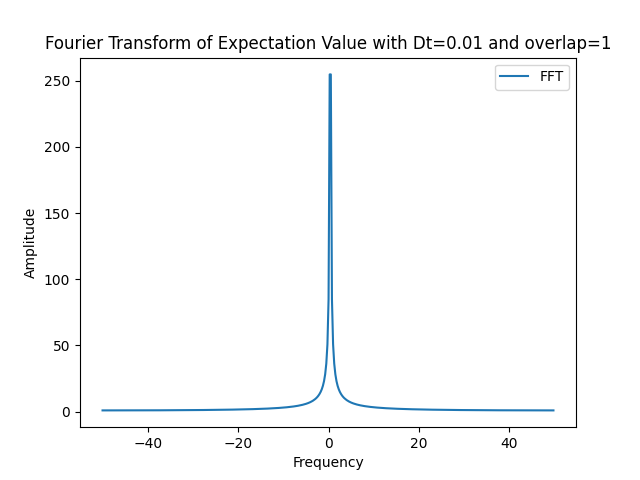 Fourier Transform of Expectation Value with Dt=0.01 and overlap=1
FFT
250
200
150
100
50
0
Amplitude
−40 −20 0 20 40
Frequency